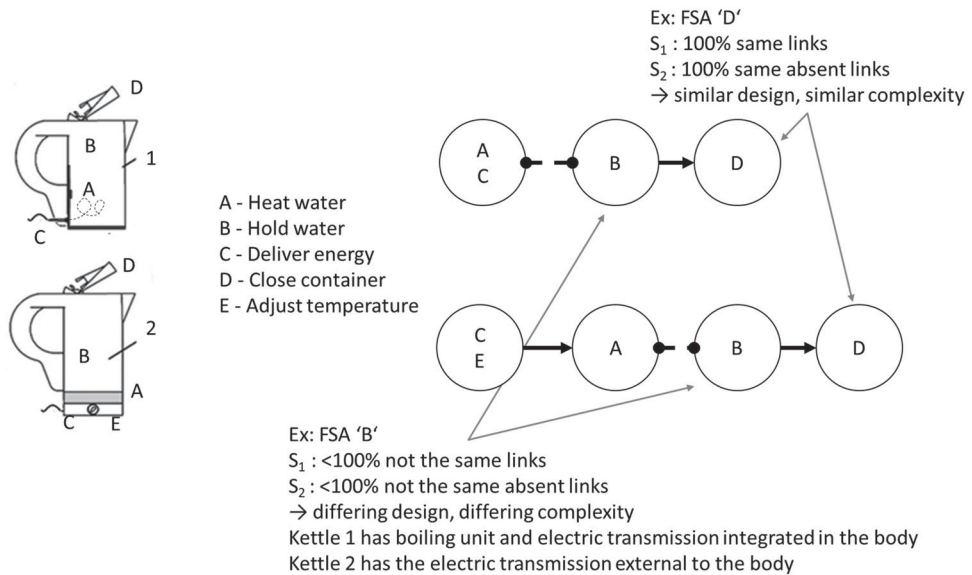 Ex: FSA ‘D‘
S₁ : 100% same links
S₂ : 100% same absent links
→ similar design, similar complexity
D
B
1
A
C
A - Heat water
B - Hold water
C - Deliver energy
D - Close container
E - Adjust temperature
A
C
B
D
D
2
B
A
C
E
C
E
A
B
D
Ex: FSA ‘B‘
S₁ : <100% not the same links
S₂ : <100% not the same absent links
→ differing design, differing complexity
Kettle 1 has boiling unit and electric transmission integrated in the body
Kettle 2 has the electric transmission external to the body